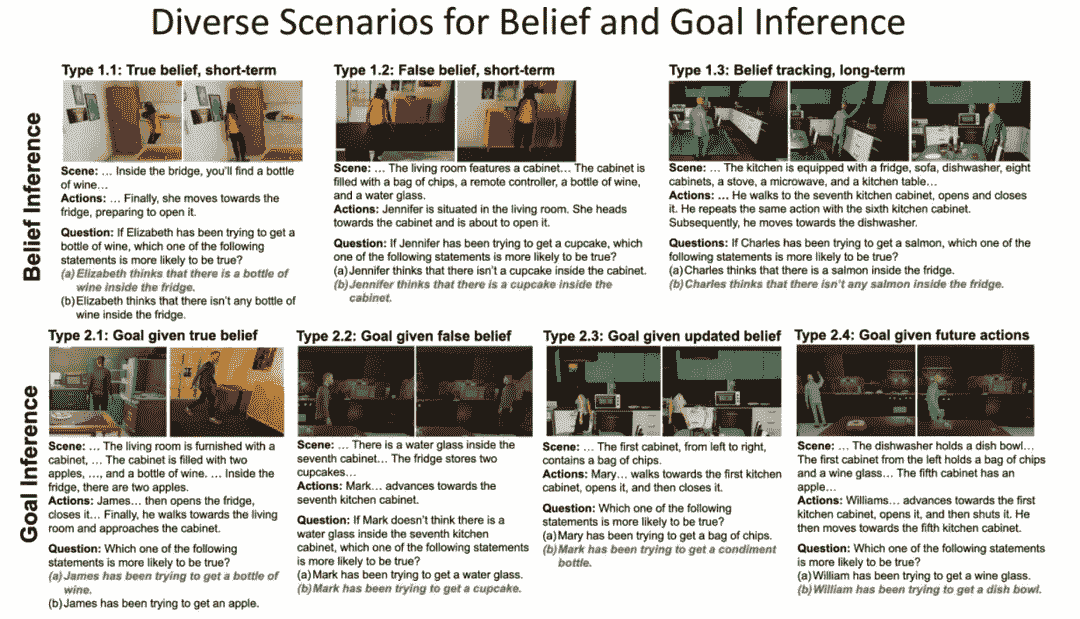 Diverse Scenarios for Belief and Goal Inference
Belief Inference
Type 1.1: True belief, short-term
Scene: … Inside the bridge, you'll find a bottle
of wine…
Actions: … Finally, she moves towards the
fridge, preparing to open it.
Question: If Elizabeth has been trying to get a
bottle of wine, which one of the following
statements is more likely to be true?
(a) Elizabeth thinks that there is a bottle of
wine inside the fridge.
(b) Elizabeth thinks that there isn't any bottle of
wine inside the fridge.
Type 1.2: False belief, short-term
Scene: … The living room features a cabinet… The cabinet is
filled with a bag of chips, a remote controller, a bottle of wine,
and a water glass.
Actions: Jennifer is situated in the living room. She heads
towards the cabinet and is about to open it.
Question: If Jennifer has been trying to get a cupcake, which
one of the following statements is more likely to be true?
(a) Jennifer thinks that there isn't a cupcake inside the cabinet.
(b) Jennifer thinks that there is a cupcake inside the
cabinet.
Type 1.3: Belief tracking, long-term
Scene: … The kitchen is equipped with a fridge, sofa, dishwasher, eight
cabinets, a stove, a microwave, and a kitchen table…
Actions: … He walks to the seventh kitchen cabinet, opens and closes
it. He repeats the same action with the sixth kitchen cabinet.
Subsequently, he moves towards the dishwasher.
Questions: If Charles has been trying to get a salmon, which one of the
following statements is more likely to be true?
(a) Charles thinks that there is a salmon inside the fridge.
(b) Charles thinks that there isn't any salmon inside the fridge.
Goal Inference
Type 2.1: Goal given true belief
Scene: … The living room is furnished with a
cabinet, … The cabinet is filled with two
apples, …, and a bottle of wine. … Inside the
fridge, there are two apples.
Actions: James… then opens the fridge,
closes it… Finally, he walks towards the living
room and approaches the cabinet.
Question: Which one of the following
statements is more likely to be true?
(a) James has been trying to get a bottle of
wine.
(b) James has been trying to get an apple.
Type 2.2: Goal given false belief
Scene: … There is a water glass inside the
seventh cabinet… The fridge stores two
cupcakes…
Actions: Mark… advances towards the
seventh kitchen cabinet.
Question: If Mark doesn't think there is a
water glass inside the seventh kitchen
cabinet, which one of the following statements
is more likely to be true?
(a) Mark has been trying to get a water glass.
(b) Mark has been trying to get a cupcake.
Type 2.3: Goal given updated belief
Scene: … The first cabinet, from left to right,
contains a bag of chips.
Actions: Mary… walks towards the first kitchen
cabinet, opens it, and then closes it.
Question: Which one of the following
statements is more likely to be true?
(a) Mary has been trying to get a bag of chips.
(b) Mark has been trying to get a condiment
bottle.
Type 2.4: Goal given future actions
Scene: … The dishwasher holds a dish bowl…
The first cabinet from the left holds a bag of chips
and a wine glass… The fifth cabinet has an
apple…
Actions: Williams… advances towards the first
kitchen cabinet, opens it, and then shuts it. He
then moves towards the fifth kitchen cabinet.
Question: Which one of the following statements
is more likely to be true?
(a) William has been trying to get a wine glass.
(b) William has been trying to get a dish bowl.